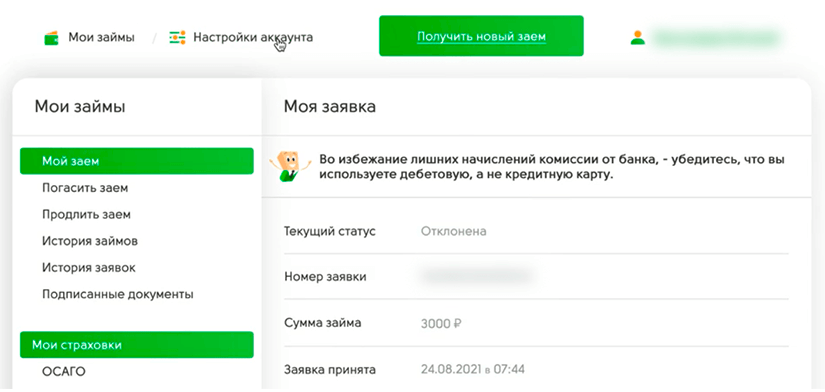 Мои займы / Настройки аккаунта Получить новый заем
Мои займы
Мой заем
Погасить заем
Продлить заем
История займов
История заявок
Подписанные документы
Мои страховки
ОСАГО
Моя заявка
Во избежание лишних начислений комиссии от банка, - убедитесь, что вы
используете дебетовую, а не кредитную карту.
Текущий статус Отклонена
Номер заявки
Сумма займа 3000 ₽
Заявка принята 24.08.2021 в 07:44